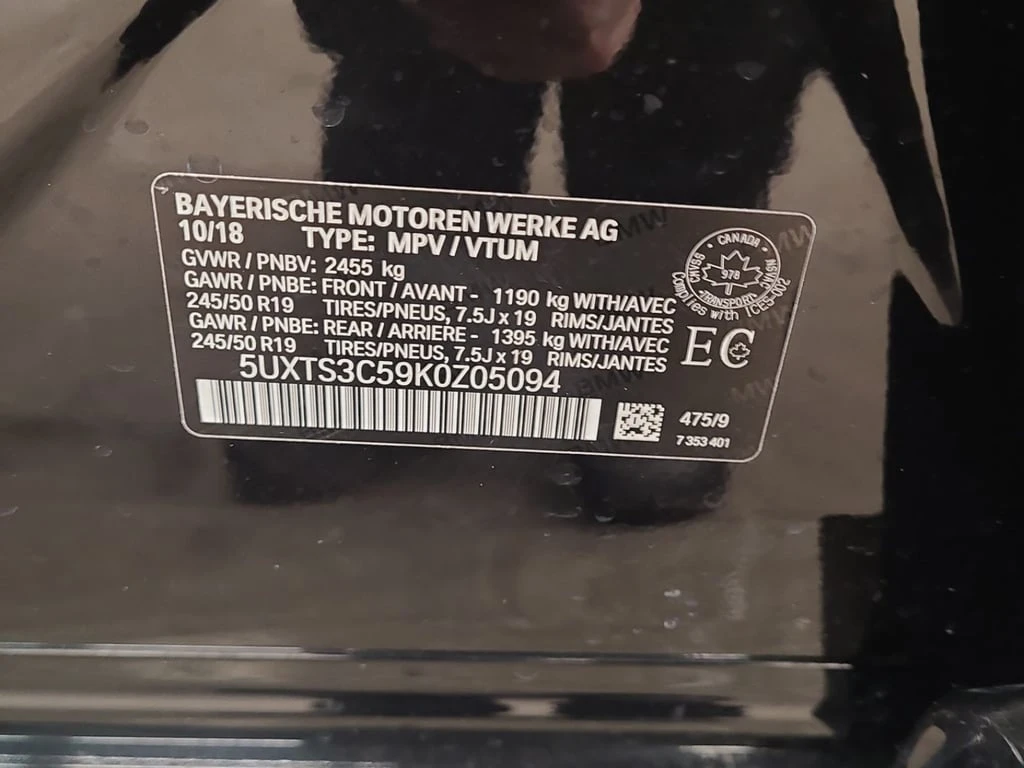 BAYERISCHE MOTOREN WERKE AG
10/18 TYPE: MPV / VTUM
GVWR / PNBV: 2455 kg
GAWR / PNBE: FRONT / AVANT - 1190 kg WITH/AVEC
245/50 R19 TIRES/PNEUS, 7.5J x 19 RIMS/JANTES
GAWR / PNBE: REAR / ARRIERE - 1395 kg WITH/AVEC
245/50 R19 TIRES/PNEUS, 7.5J x 19 RIMS/JANTES
5UXTS3C59K0Z05094
CANADA
978
TRANSPORT
Complies with ICES-002
EC
475/9
7 353 401
BMW